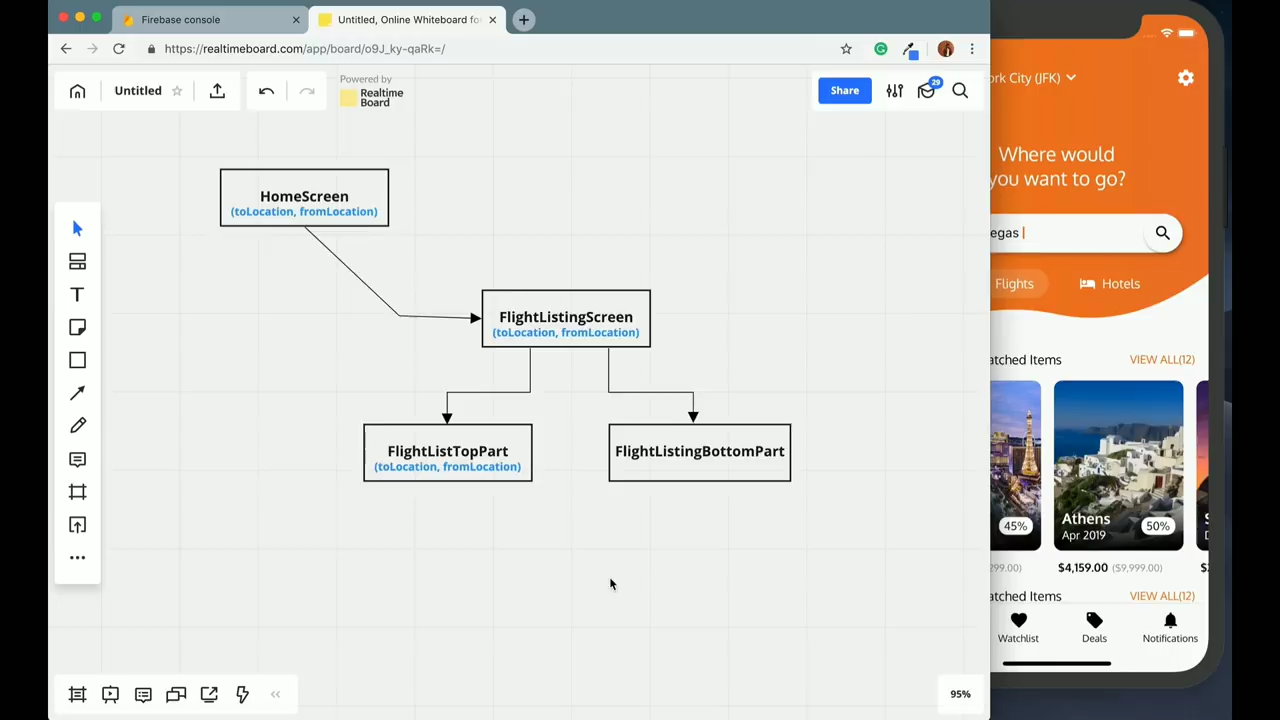 Firebase console
Untitled, Online Whiteboard fo
https://realtimeboard.com/app/board/o9J_ky-qaRk=/
Untitled
Powered by
Realtime
Board
Share
29
HomeScreen
(toLocation, fromLocation)
FlightListingScreen
(toLocation, fromLocation)
FlightListTopPart
(toLocation, fromLocation)
FlightListingBottomPart
95%
ork City (JFK)
Where would
you want to go?
egas
Flights
Hotels
atched Items
VIEW ALL(12)
45%
Athens
Apr 2019
50%
299.00)
$4,159.00 ($9,999.00)
atched Items
VIEW ALL(12)
Watchlist
Deals
Notifications